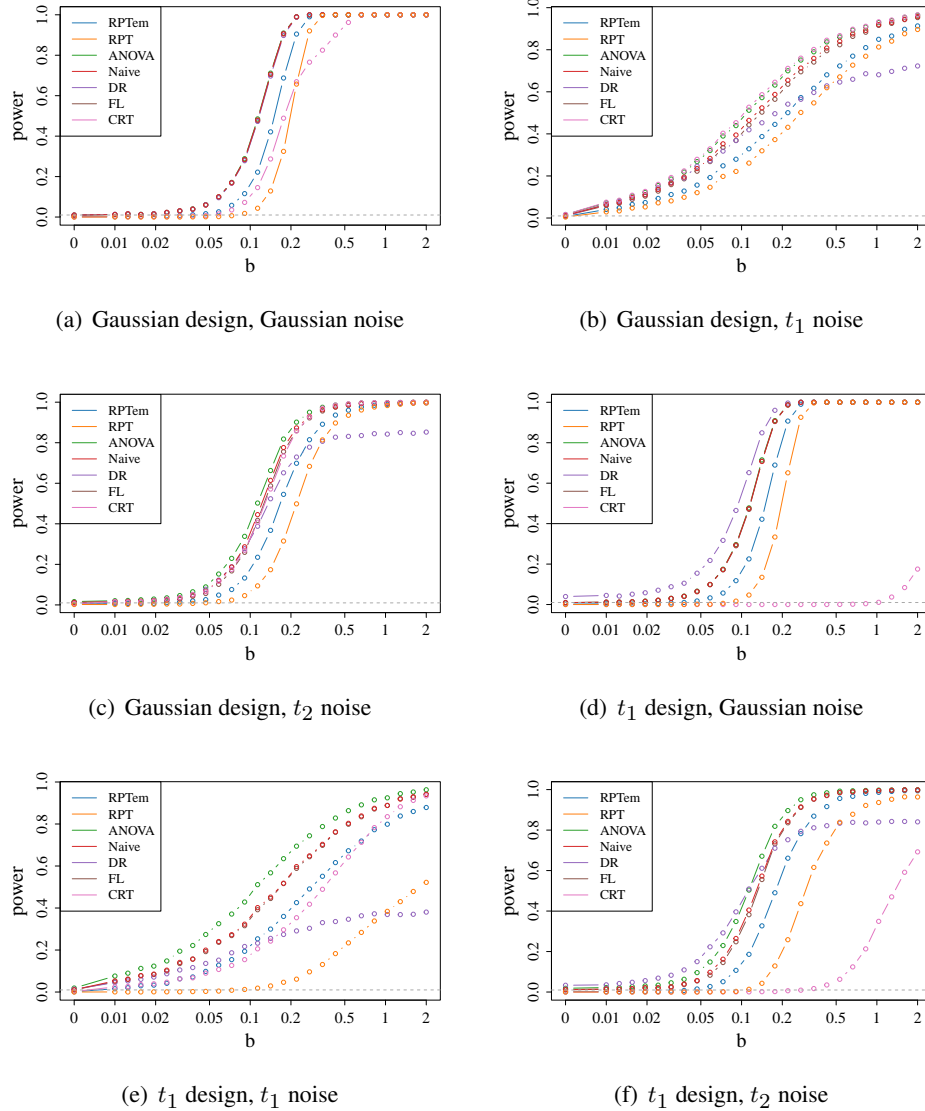 power
0.0 0.2 0.4 0.6 0.8 1.0
RPTem
RPT
ANOVA
Naive
DR
FL
CRT
0 0.01 0.02 0.05 0.1 0.2 0.5 1 2
b
(a) Gaussian design, Gaussian noise
power
0.0 0.2 0.4 0.6 0.8 1.0
RPTem
RPT
ANOVA
Naive
DR
FL
CRT
0 0.01 0.02 0.05 0.1 0.2 0.5 1 2
b
(b) Gaussian design, t1 noise
power
0.0 0.2 0.4 0.6 0.8 1.0
RPTem
RPT
ANOVA
Naive
DR
FL
CRT
0 0.01 0.02 0.05 0.1 0.2 0.5 1 2
b
(c) Gaussian design, t2 noise
power
0.0 0.2 0.4 0.6 0.8 1.0
RPTem
RPT
ANOVA
Naive
DR
FL
CRT
0 0.01 0.02 0.05 0.1 0.2 0.5 1 2
b
(d) t1 design, Gaussian noise
power
0.0 0.2 0.4 0.6 0.8 1.0
RPTem
RPT
ANOVA
Naive
DR
FL
CRT
0 0.01 0.02 0.05 0.1 0.2 0.5 1 2
b
(e) t1 design, t1 noise
power
0.0 0.2 0.4 0.6 0.8 1.0
RPTem
RPT
ANOVA
Naive
DR
FL
CRT
0 0.01 0.02 0.05 0.1 0.2 0.5 1 2
b
(f) t1 design, t2 noise